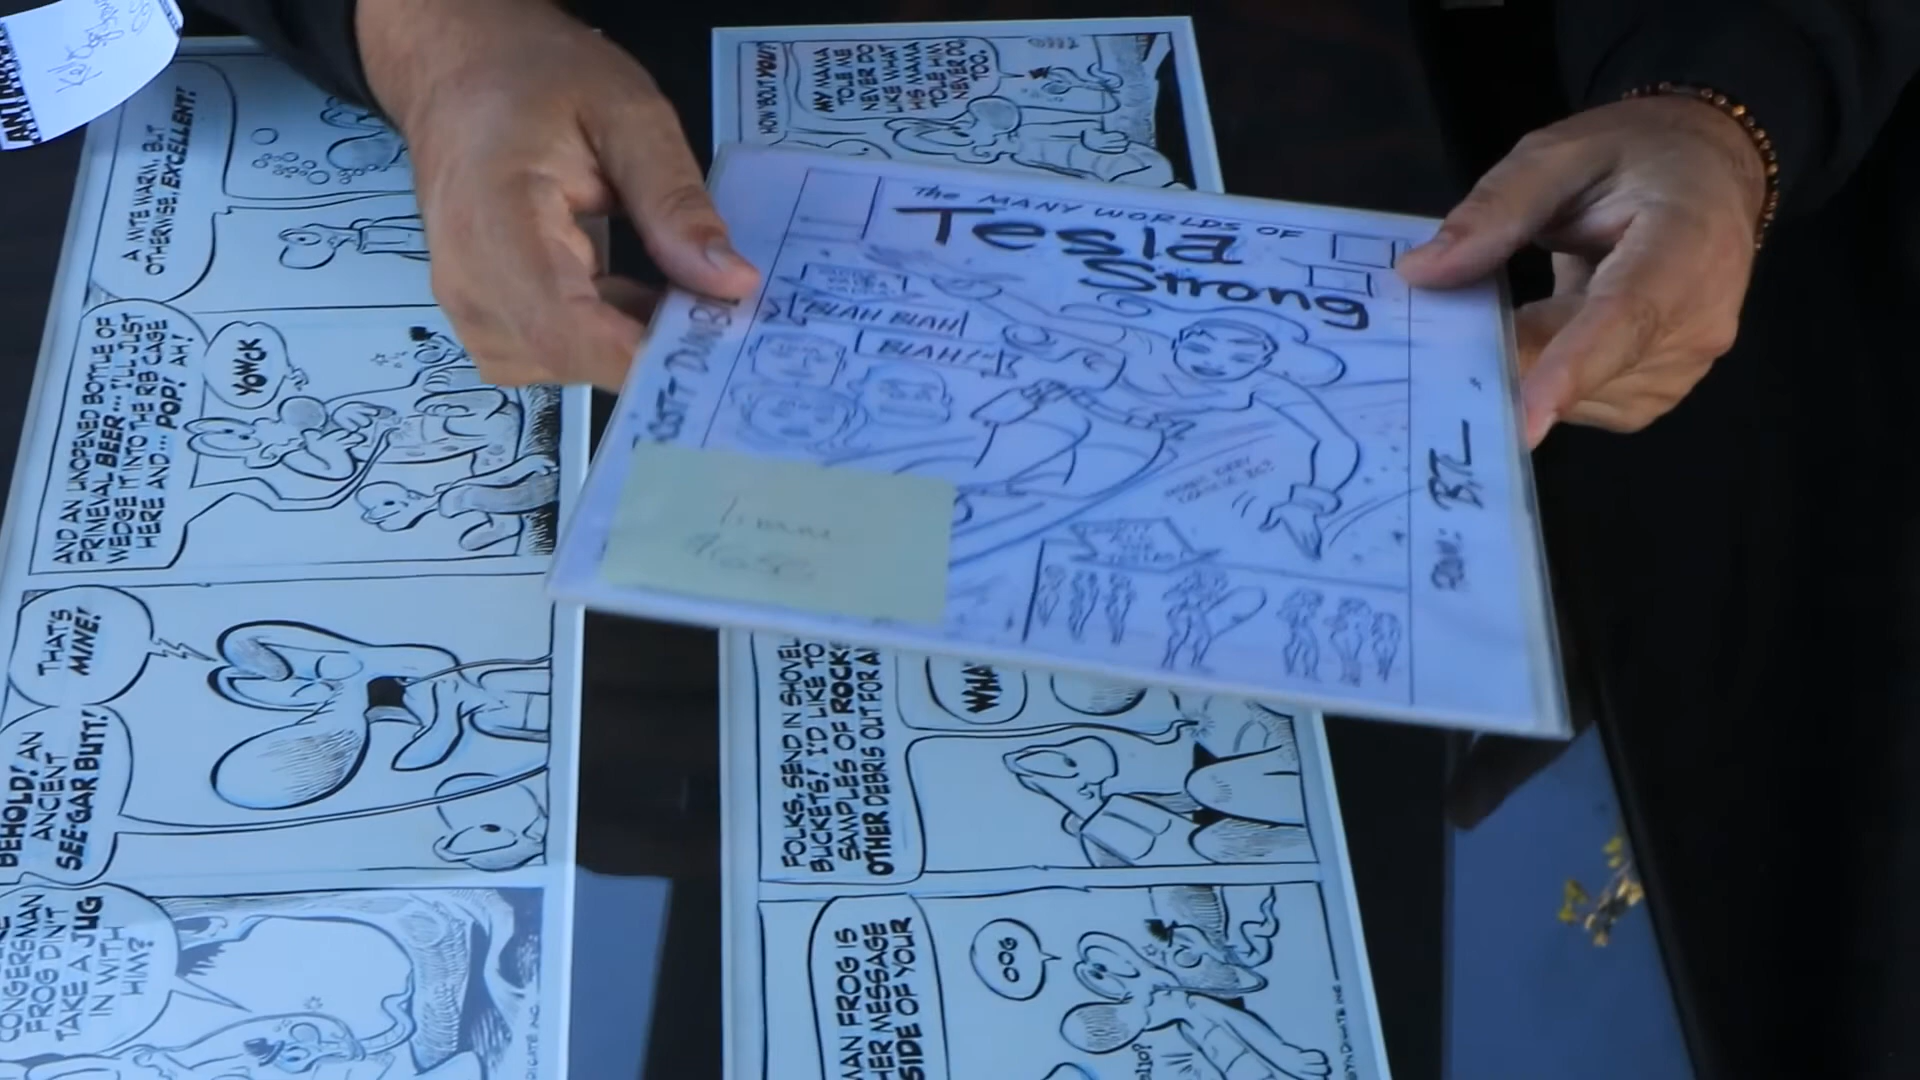 A MITE WARM, BUT
OTHERWISE, EXCELLENT!
AND AN UNOPENED BOTTLE OF
PRIMEVAL BEER... I'LL JUST
WEDGE IT INTO THE RIB CAGE
HERE AND... POP! AH!
YOWCK
THAT'S
MINE!
BEHOLD! AN
ANCIENT
SEE-GAR BUTT!
CONGERSMAN
FROG DIN'T
TAKE A JUG
IN WITH
HIM?
HOW 'BOUT YOU?
MY MAMA
TOLE ME
NEVER DO
LIKE WHAT
HIS MAMA
TOLE HIM
NEVER DO,
TOO.
The MANY WORLDS OF
Tesla
Strong
BLAH BLAH
BLAH!
FOLKS, SEND IN SHOVEL
BUCKETS! I'D LIKE TO
SAMPLES OF ROCK
OTHER DEBRIS OUT FOR
OOG
MAN FROG IS
HER MESSAGE
SIDE OF YOUR